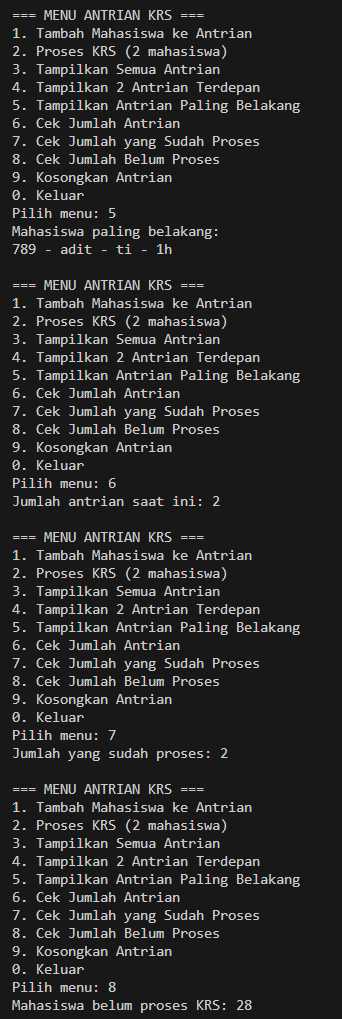 === MENU ANTRIAN KRS ===
1. Tambah Mahasiswa ke Antrian
2. Proses KRS (2 mahasiswa)
3. Tampilkan Semua Antrian
4. Tampilkan 2 Antrian Terdepan
5. Tampilkan Antrian Paling Belakang
6. Cek Jumlah Antrian
7. Cek Jumlah yang Sudah Proses
8. Cek Jumlah Belum Proses
9. Kosongkan Antrian
0. Keluar
Pilih menu: 5
Mahasiswa paling belakang:
789 - adit - ti - 1h
=== MENU ANTRIAN KRS ===
1. Tambah Mahasiswa ke Antrian
2. Proses KRS (2 mahasiswa)
3. Tampilkan Semua Antrian
4. Tampilkan 2 Antrian Terdepan
5. Tampilkan Antrian Paling Belakang
6. Cek Jumlah Antrian
7. Cek Jumlah yang Sudah Proses
8. Cek Jumlah Belum Proses
9. Kosongkan Antrian
0. Keluar
Pilih menu: 6
Jumlah antrian saat ini: 2
=== MENU ANTRIAN KRS ===
1. Tambah Mahasiswa ke Antrian
2. Proses KRS (2 mahasiswa)
3. Tampilkan Semua Antrian
4. Tampilkan 2 Antrian Terdepan
5. Tampilkan Antrian Paling Belakang
6. Cek Jumlah Antrian
7. Cek Jumlah yang Sudah Proses
8. Cek Jumlah Belum Proses
9. Kosongkan Antrian
0. Keluar
Pilih menu: 7
Jumlah yang sudah proses: 2
=== MENU ANTRIAN KRS ===
1. Tambah Mahasiswa ke Antrian
2. Proses KRS (2 mahasiswa)
3. Tampilkan Semua Antrian
4. Tampilkan 2 Antrian Terdepan
5. Tampilkan Antrian Paling Belakang
6. Cek Jumlah Antrian
7. Cek Jumlah yang Sudah Proses
8. Cek Jumlah Belum Proses
9. Kosongkan Antrian
0. Keluar
Pilih menu: 8
Mahasiswa belum proses KRS: 28